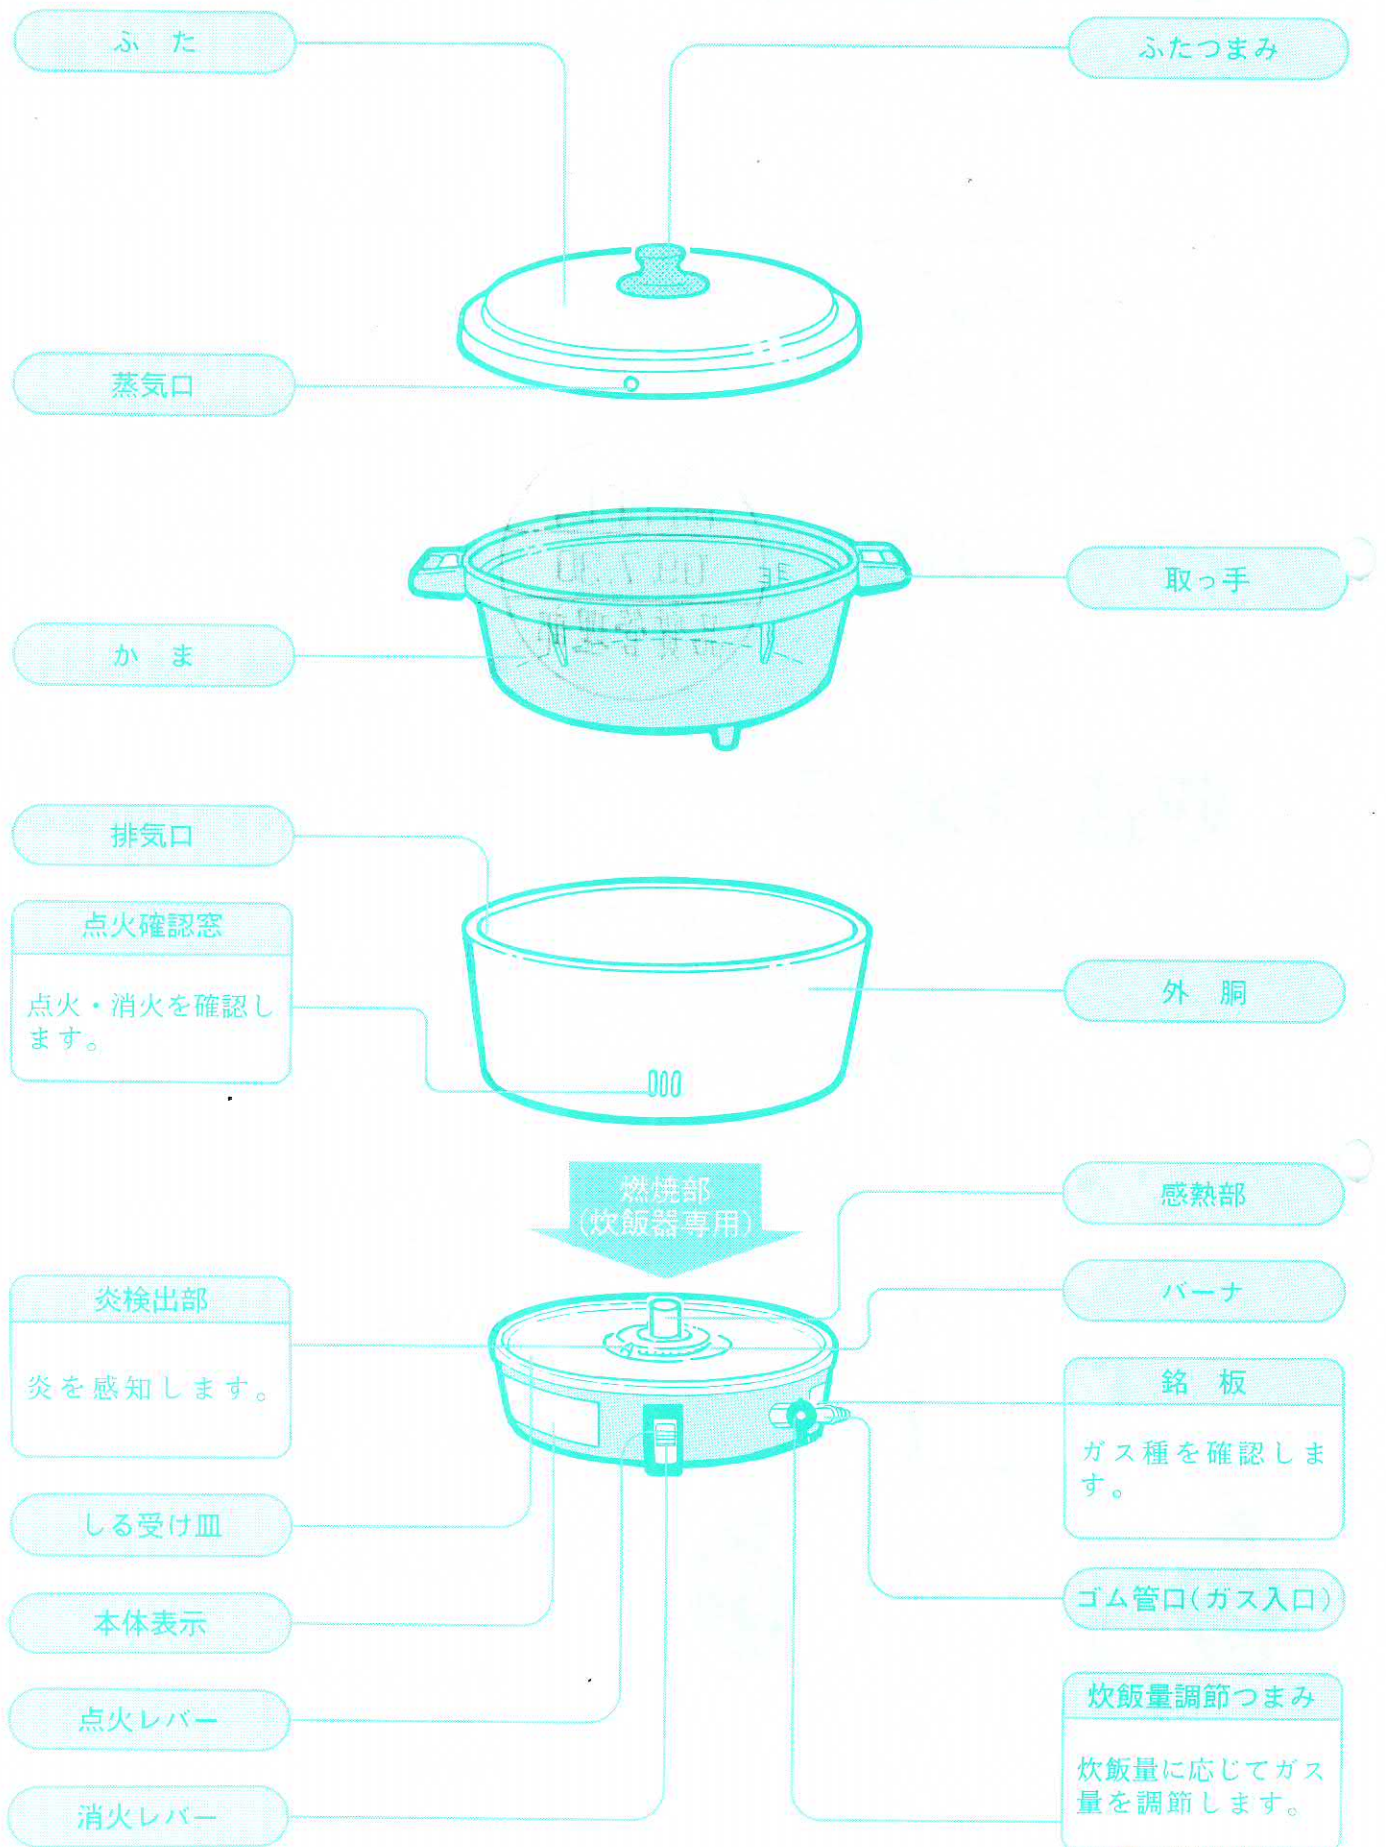 ふた
ふたつまみ
蒸気口
取っ手
かま
排気口
点火確認窓
点火・消火を確認し
ます。
外胴
燃焼部
(炊飯器専用)
感熱部
バーナ
炎検出部
炎を感知します。
銘板
ガス種を確認しま
す。
しる受け皿
ゴム管口(ガス入口)
本体表示
点火レバー
炊飯量調節つまみ
炊飯量に応じてガス
量を調節します。
消火レバー